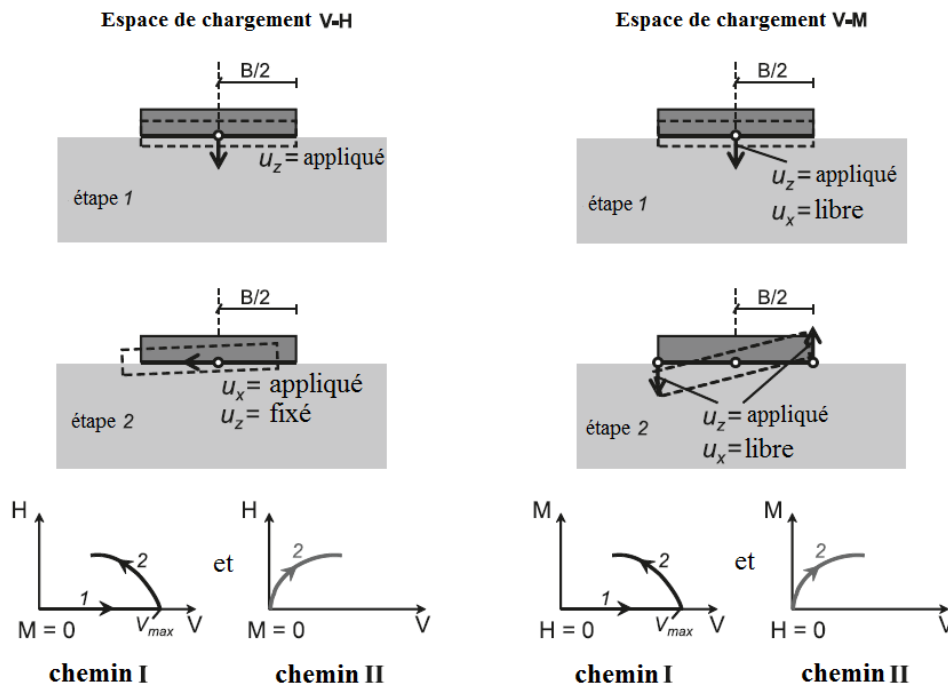 Espace de chargement V-H
B/2
u_z = appliqué
étape 1
B/2
u_x = appliqué
u_z = fixé
étape 2
H
2
1
M = 0
V_max
V
chemin I
et
H
2
M = 0
V
chemin II
Espace de chargement V-M
B/2
u_z = appliqué
u_x = libre
étape 1
B/2
u_z = appliqué
u_x = libre
étape 2
M
2
1
H = 0
V_max
V
chemin I
et
M
2
H = 0
V
chemin II